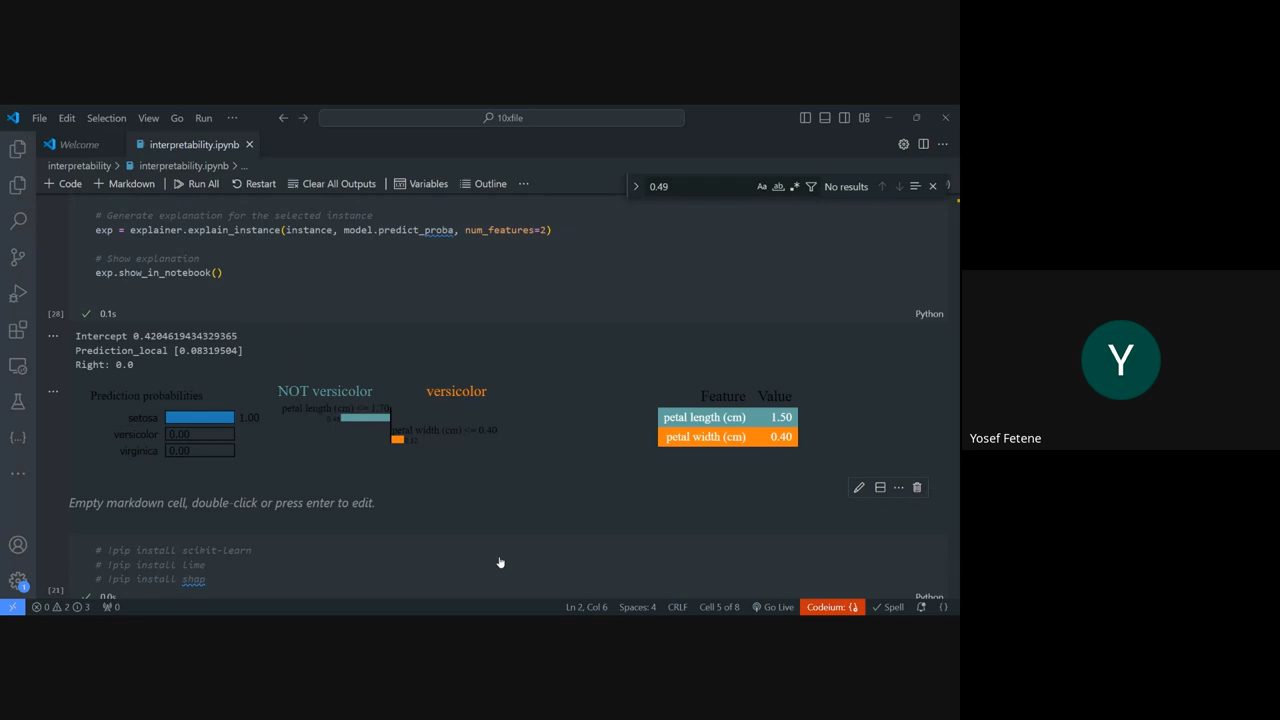 File Edit Selection View Go Run ··· 10xfile
Welcome interpretability.ipynb
interpretability > interpretability.ipynb > ...
+ Code + Markdown Run All Restart Clear All Outputs Variables Outline ···
0.49 Aa ab No results
# Generate explanation for the selected instance
exp = explainer.explain_instance(instance, model.predict_proba, num_features=2)
# Show explanation
exp.show_in_notebook()
[28] 0.1s Python
Intercept 0.4204619434329365
Prediction_local [0.08319504]
Right: 0.0
Prediction probabilities
setosa 1.00
versicolor 0.00
virginica 0.00
NOT versicolor versicolor
petal length (cm) <= 1.70
petal width (cm) <= 0.40
Feature Value
petal length (cm) 1.50
petal width (cm) 0.40
Empty markdown cell, double-click or press enter to edit.
# !pip install scikit-learn
# !pip install lime
# !pip install shap
[21] 0.0s Python
0 2 3 0 Ln 2, Col 6 Spaces: 4 CRLF Cell 5 of 8 Go Live Codeium: {} Spell
1
Y
Yosef Fetene